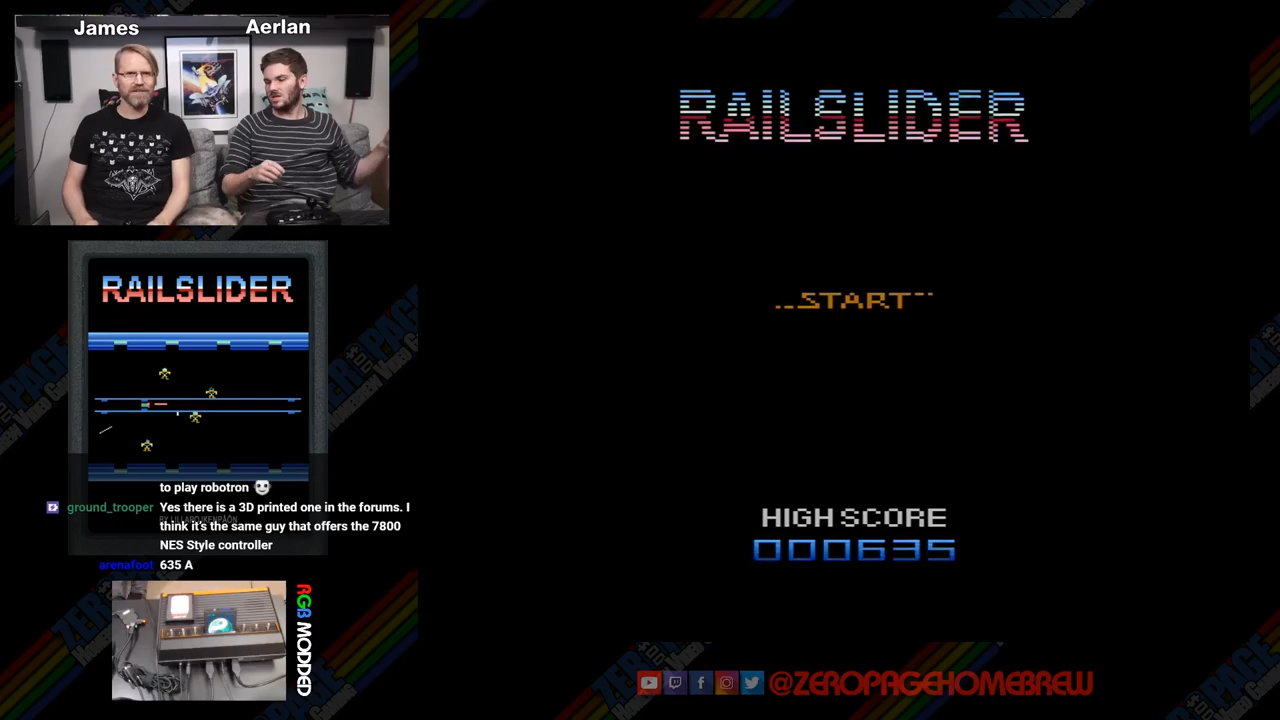 James
Aerlan
RAILSLIDER
START
HIGH SCORE
000635
RAILSLIDER
to play robotron
ground_trooper Yes there is a 3D printed one in the forums. I
think it's the same guy that offers the 7800
NES Style controller
arenafoot 635 A
RGB MODDED
@ZEROPAGEHOMEBREW